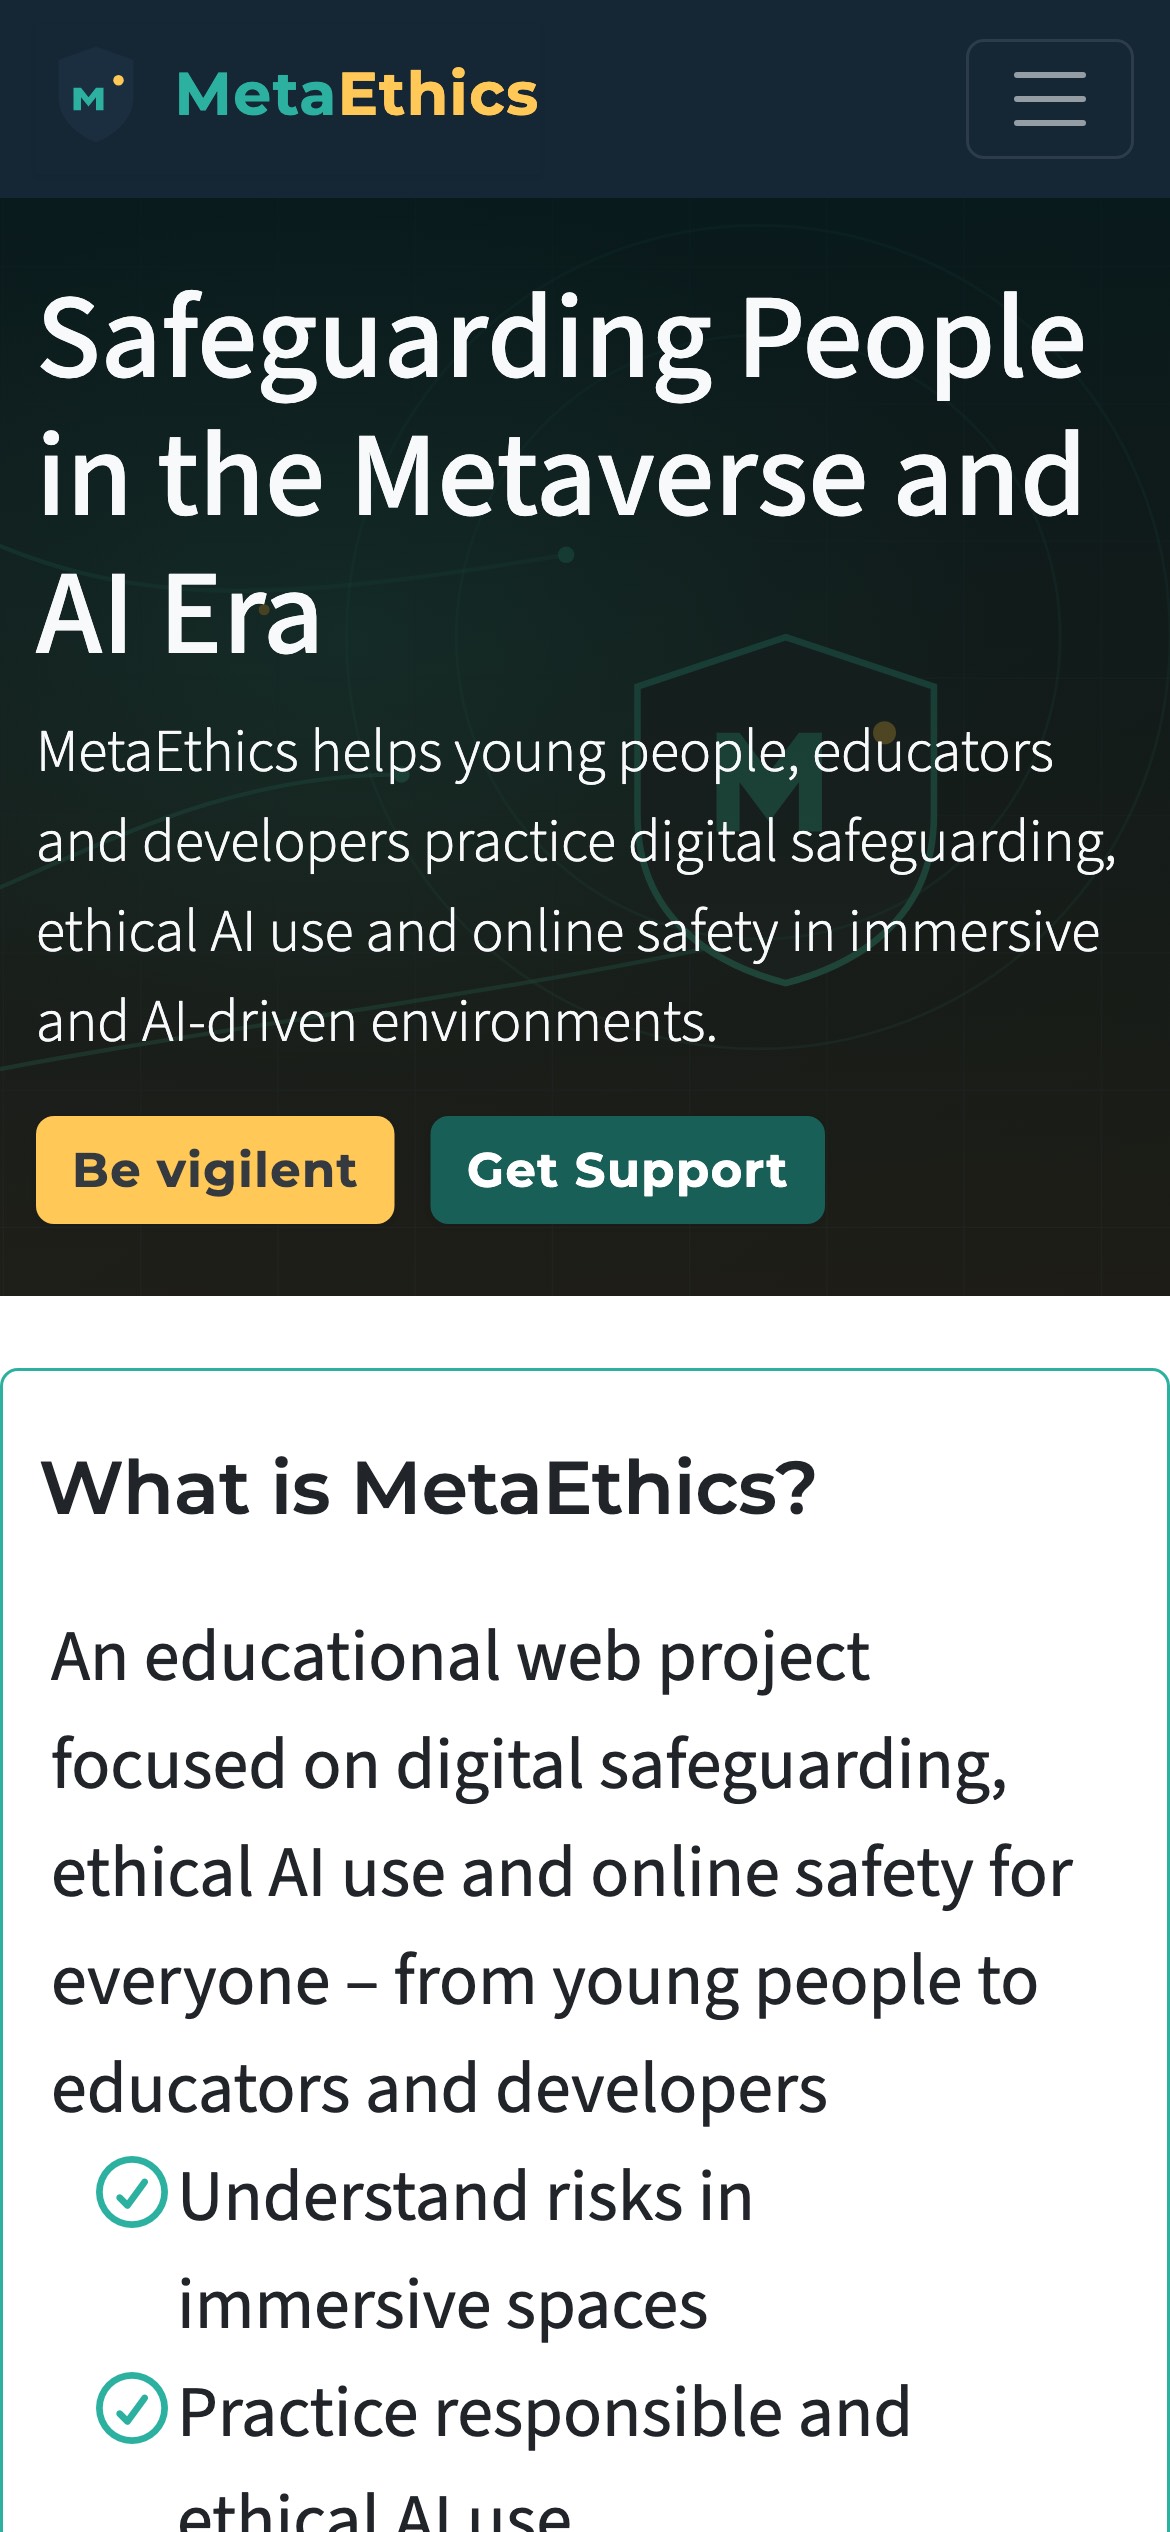 M
MetaEthics
Safeguarding People
in the Metaverse and
AI Era
M
MetaEthics helps young people, educators
and developers practice digital safeguarding,
ethical AI use and online safety in immersive
and AI-driven environments.
Be vigilent
Get Support
What is MetaEthics?
An educational web project
focused on digital safeguarding,
ethical AI use and online safety for
everyone – from young people to
educators and developers
Understand risks in
immersive spaces
Practice responsible and
ethical AI use